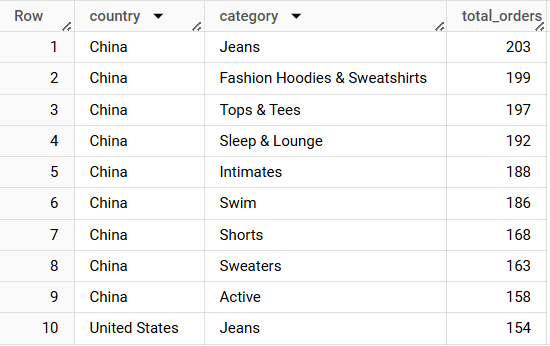 Row country category total_orders
1 China Jeans 203
2 China Fashion Hoodies & Sweatshirts 199
3 China Tops & Tees 197
4 China Sleep & Lounge 192
5 China Intimates 188
6 China Swim 186
7 China Shorts 168
8 China Sweaters 163
9 China Active 158
10 United States Jeans 154